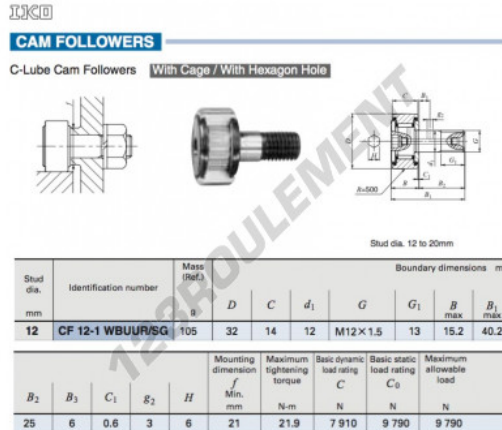 IKO
CAM FOLLOWERS
C-Lube Cam Followers With Cage / With Hexagon Hole
R=500
Stud dia. 12 to 20mm
123ROULEMENT
Stud dia. mm Identification number Mass (Ref.) g Boundary dimensions m
D C d1 G G1 B max B1 max
12 CF 12-1 WBUUR/SG 105 32 14 12 M12×1.5 13 15.2 40.2
B2 B3 C1 g2 H Mounting dimension f Min. mm Maximum tightening torque N-m Basic dynamic load rating C N Basic static load rating C0 N Maximum allowable load N
25 6 0.6 3 6 21 21.9 7 910 9 790 9 790